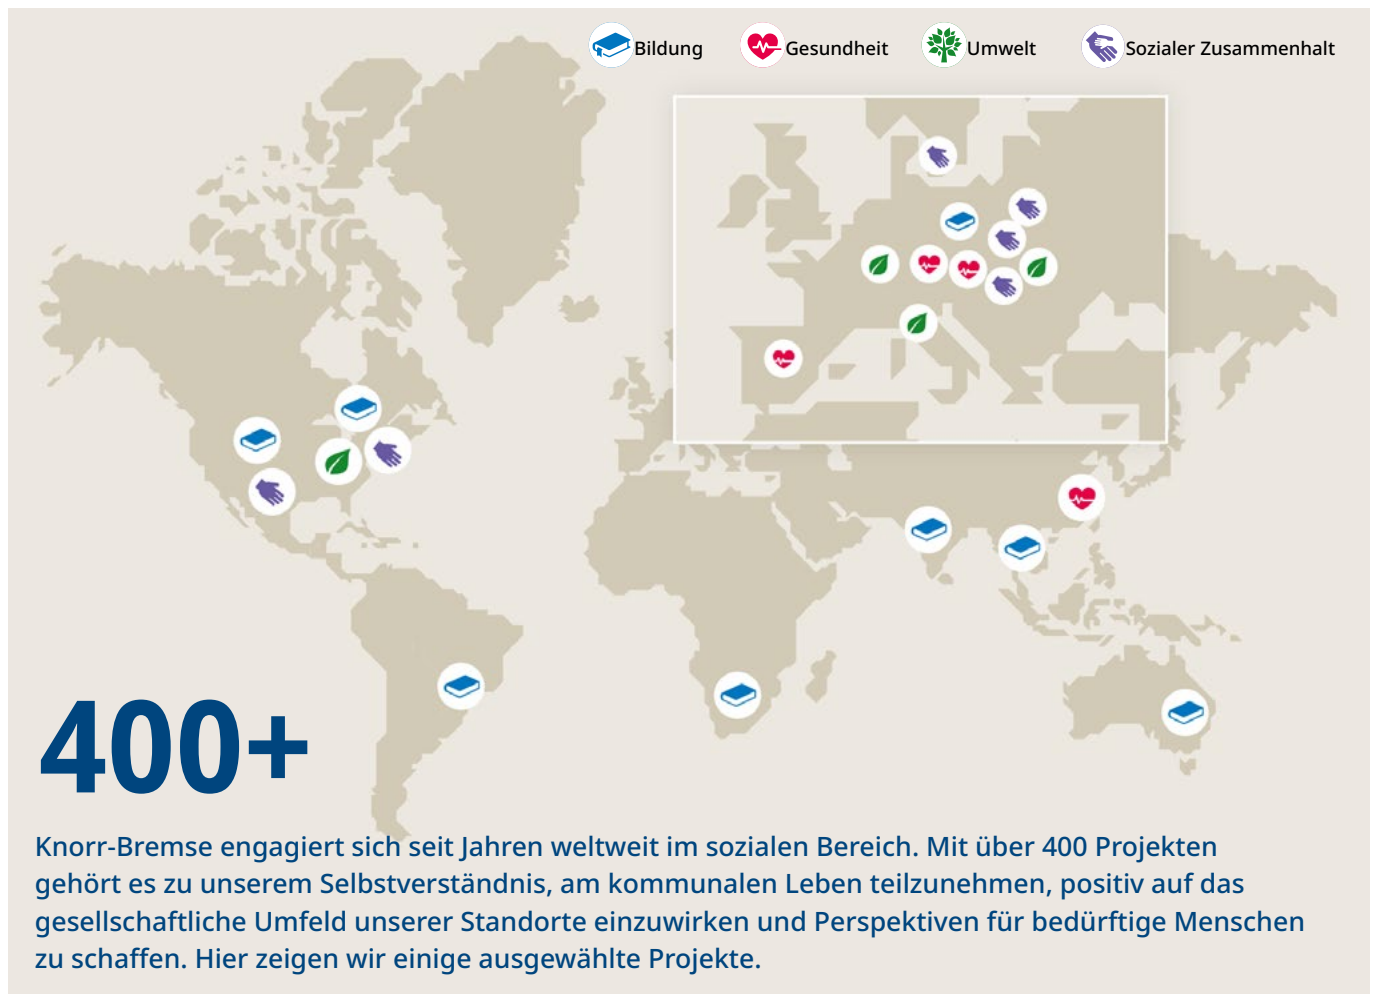 Bildung Gesundheit Umwelt Sozialer Zusammenhalt
400+
Knorr-Bremse engagiert sich seit Jahren weltweit im sozialen Bereich. Mit über 400 Projekten
gehört es zu unserem Selbstverständnis, am kommunalen Leben teilzunehmen, positiv auf das
gesellschaftliche Umfeld unserer Standorte einzuwirken und Perspektiven für bedürftige Menschen
zu schaffen. Hier zeigen wir einige ausgewählte Projekte.